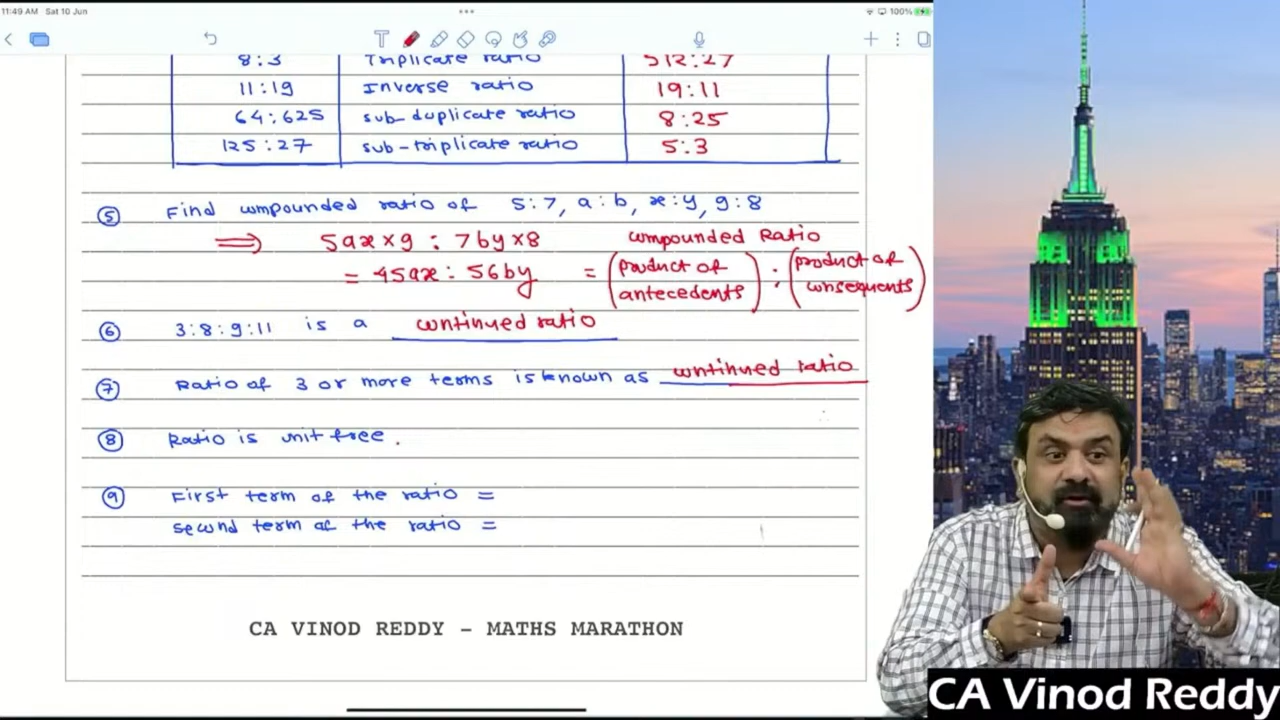 11:49 AM Sat 10 Jun
100%
8:3 Triplicate ratio 512:27
11:19 Inverse ratio 19:11
64:625 sub-duplicate ratio 8:25
125:27 sub-triplicate ratio 5:3
⑤ Find compounded ratio of 5:7, a:b, x:y, 9:8
⇒ 5ax×9 : 7by×8 compounded Ratio
= 45ax : 56by = (product of antecedents) : (product of consequents)
⑥ 3:8:9:11 is a continued ratio
⑦ Ratio of 3 or more terms is known as continued ratio
⑧ Ratio is unit free.
⑨ First term of the ratio =
second term of the ratio =
CA VINOD REDDY - MATHS MARATHON
CA Vinod Reddy